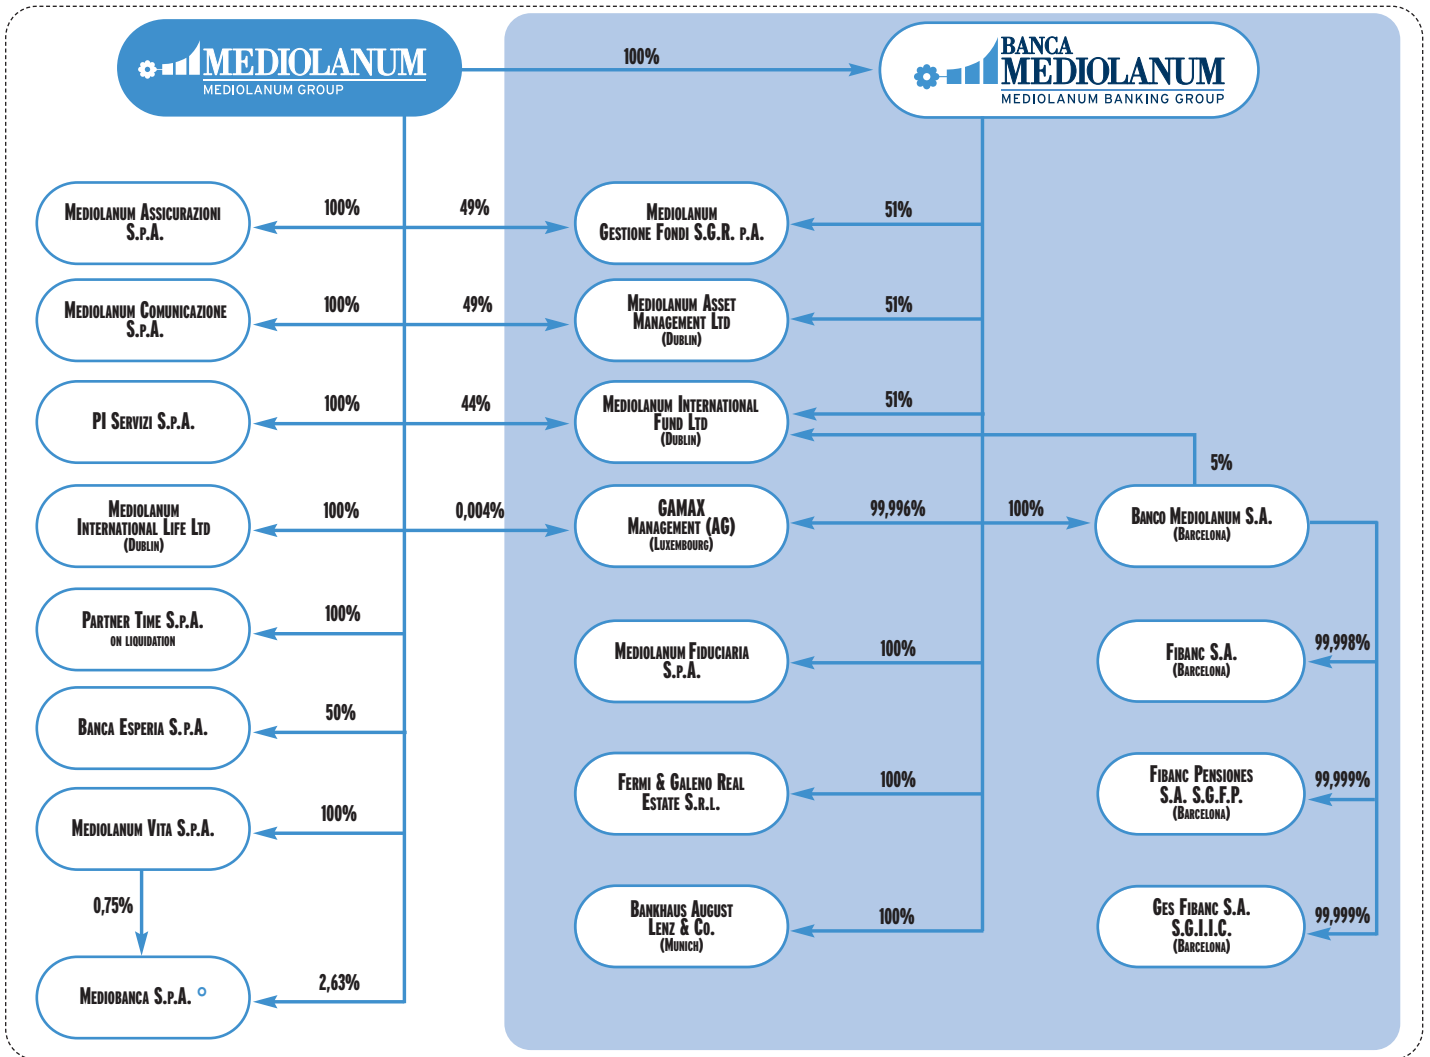 MEDIOLANUM
MEDIOLANUM GROUP
100%
BANCA
MEDIOLANUM
MEDIOLANUM BANKING GROUP
Mediolanum Assicurazioni
S.p.A.
100%
49%
Mediolanum
Gestione Fondi S.G.R. p.A.
51%
Mediolanum Comunicazione
S.p.A.
100%
49%
Mediolanum Asset
Management Ltd
(Dublin)
51%
PI Servizi S.p.A.
100%
44%
Mediolanum International
Fund Ltd
(Dublin)
51%
5%
Mediolanum
International Life Ltd
(Dublin)
100%
0,004%
GAMAX
Management (AG)
(Luxembourg)
99,996%
100%
Banco Mediolanum S.A.
(Barcelona)
Partner Time S.p.A.
on liquidation
100%
Mediolanum Fiduciaria
S.p.A.
100%
Fibanc S.A.
(Barcelona)
99,998%
Banca Esperia S.p.A.
50%
Fermi & Galeno Real
Estate S.r.l.
100%
Fibanc Pensiones
S.A. S.G.F.P.
(Barcelona)
99,999%
Mediolanum Vita S.p.A.
100%
0,75%
Bankhaus August
Lenz & Co.
(Munich)
100%
Ges Fibanc S.A.
S.G.I.I.C.
(Barcelona)
99,999%
Mediobanca S.p.A. °
2,63%